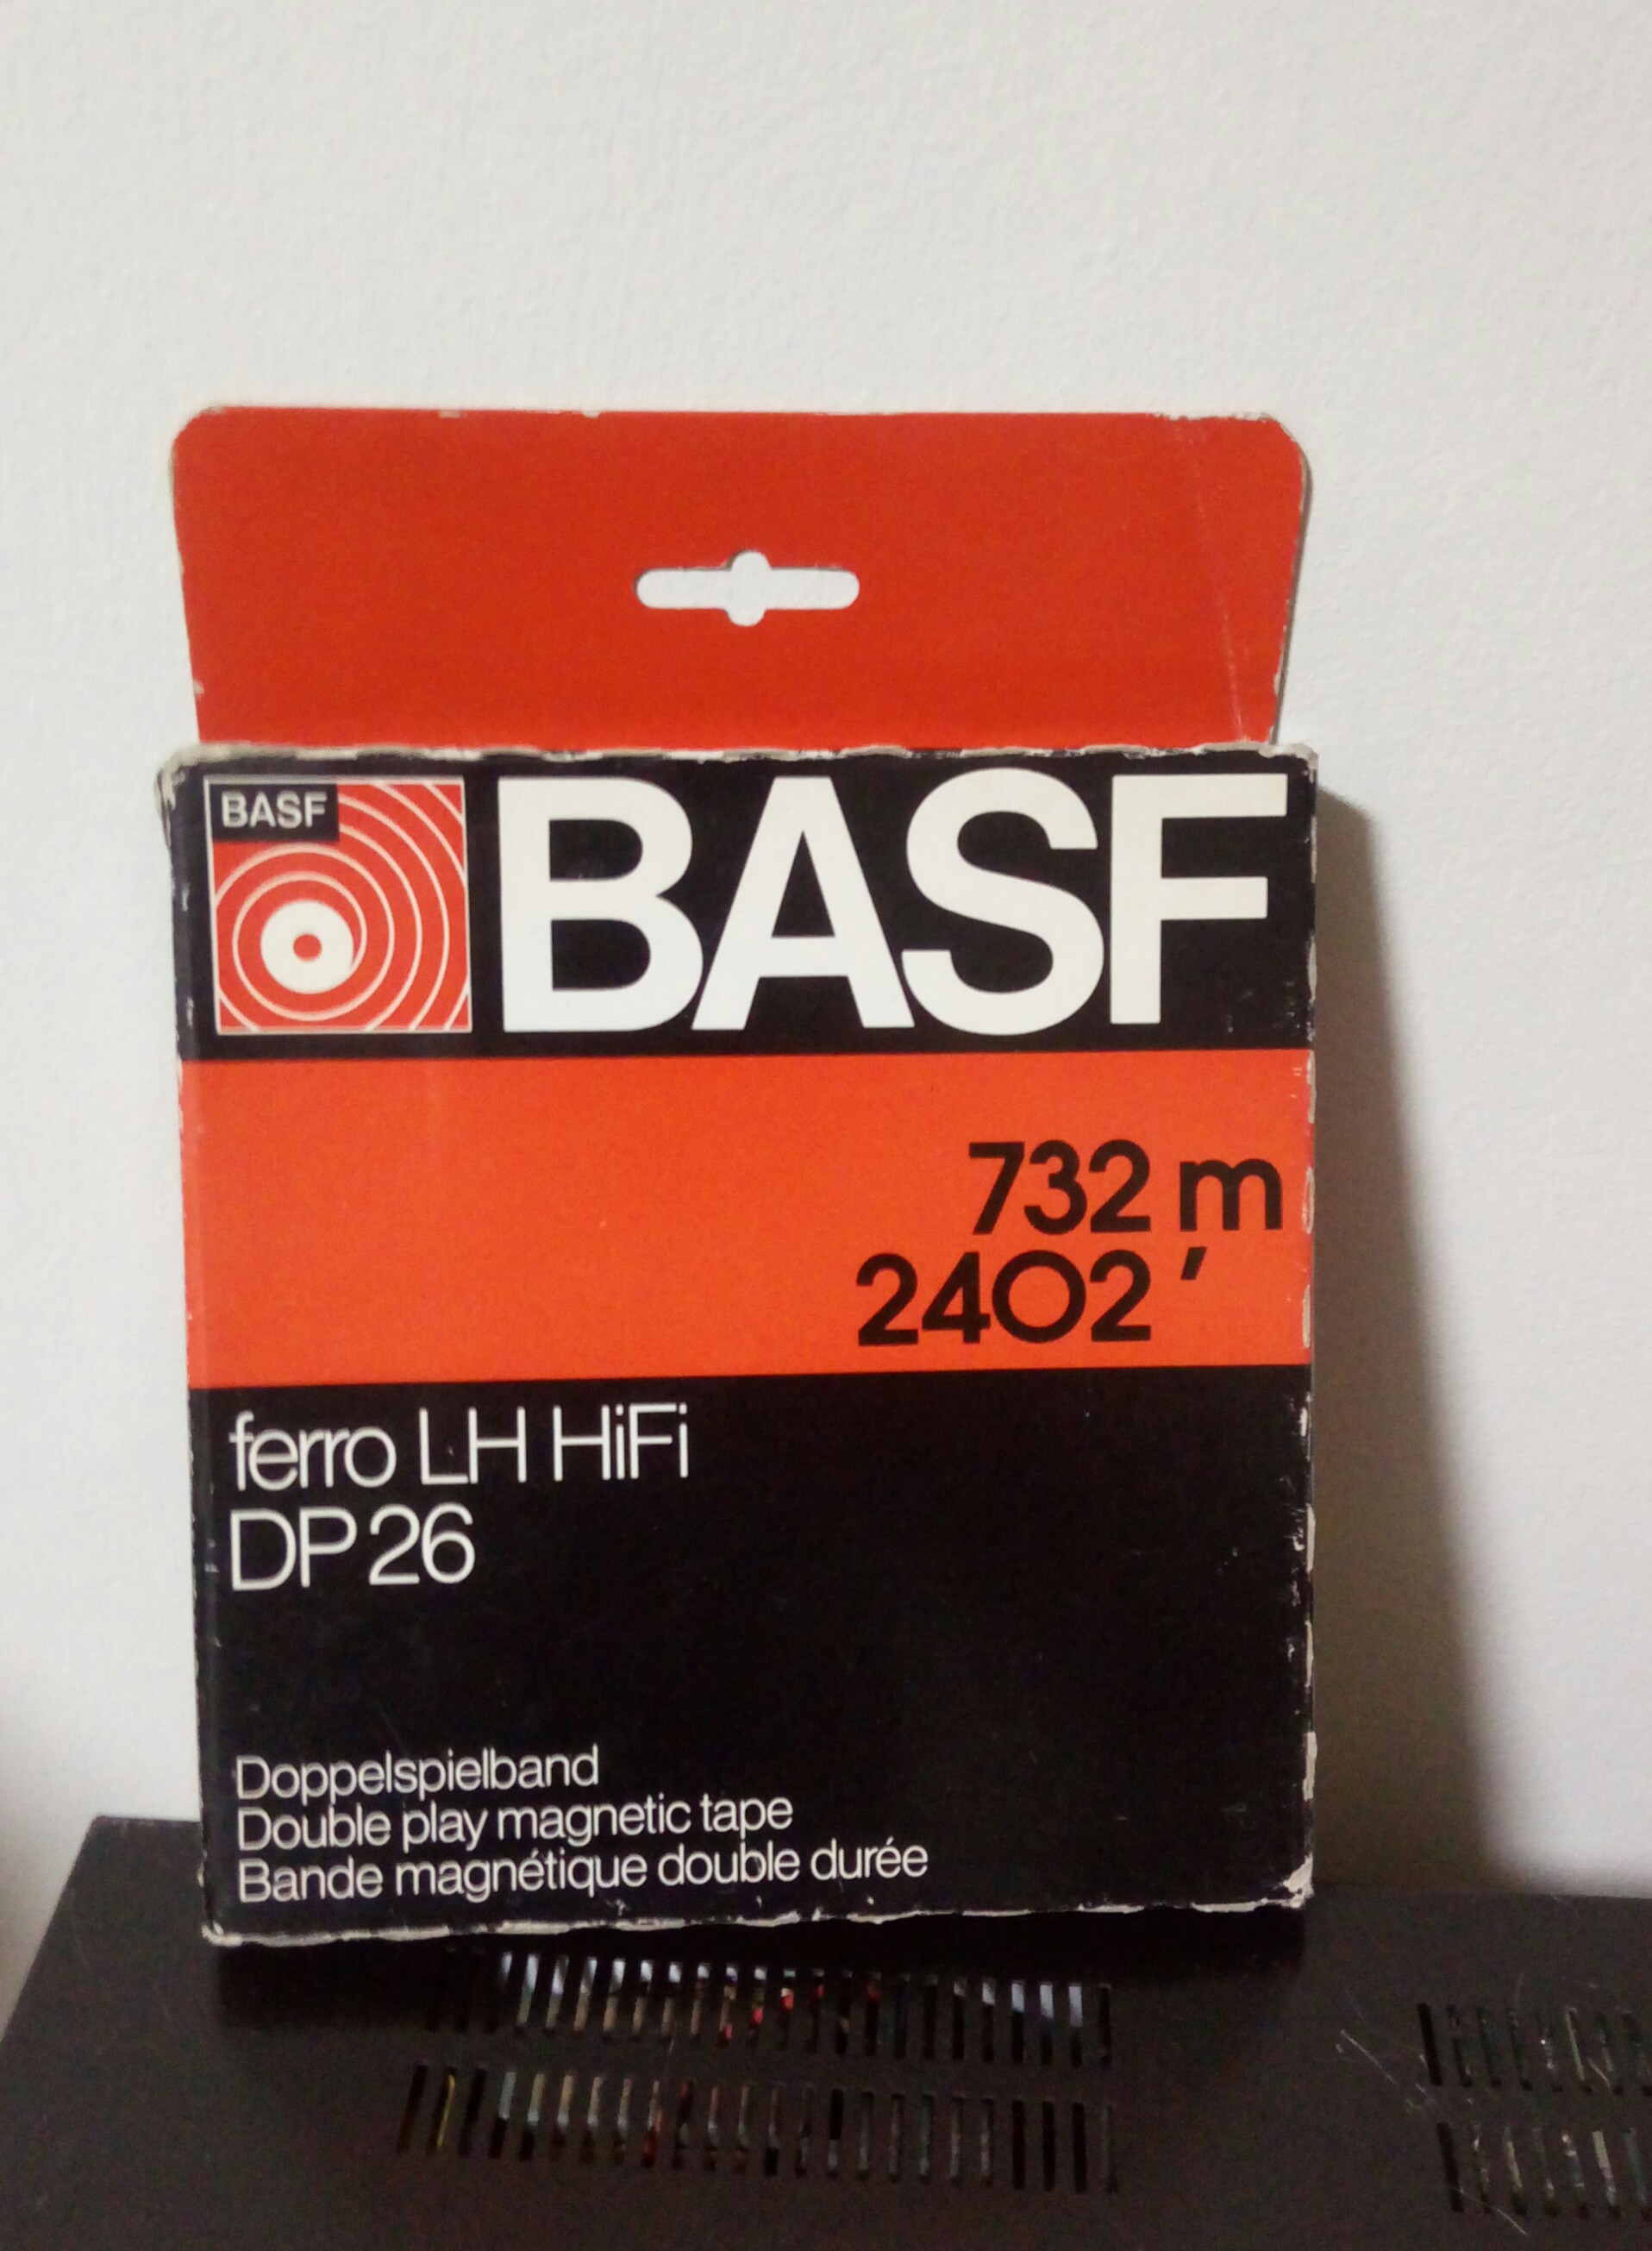 BASF
BASF
732 m
2402'
ferro LH HiFi
DP 26
Doppelspielband
Double play magnetic tape
Bande magnétique double durée